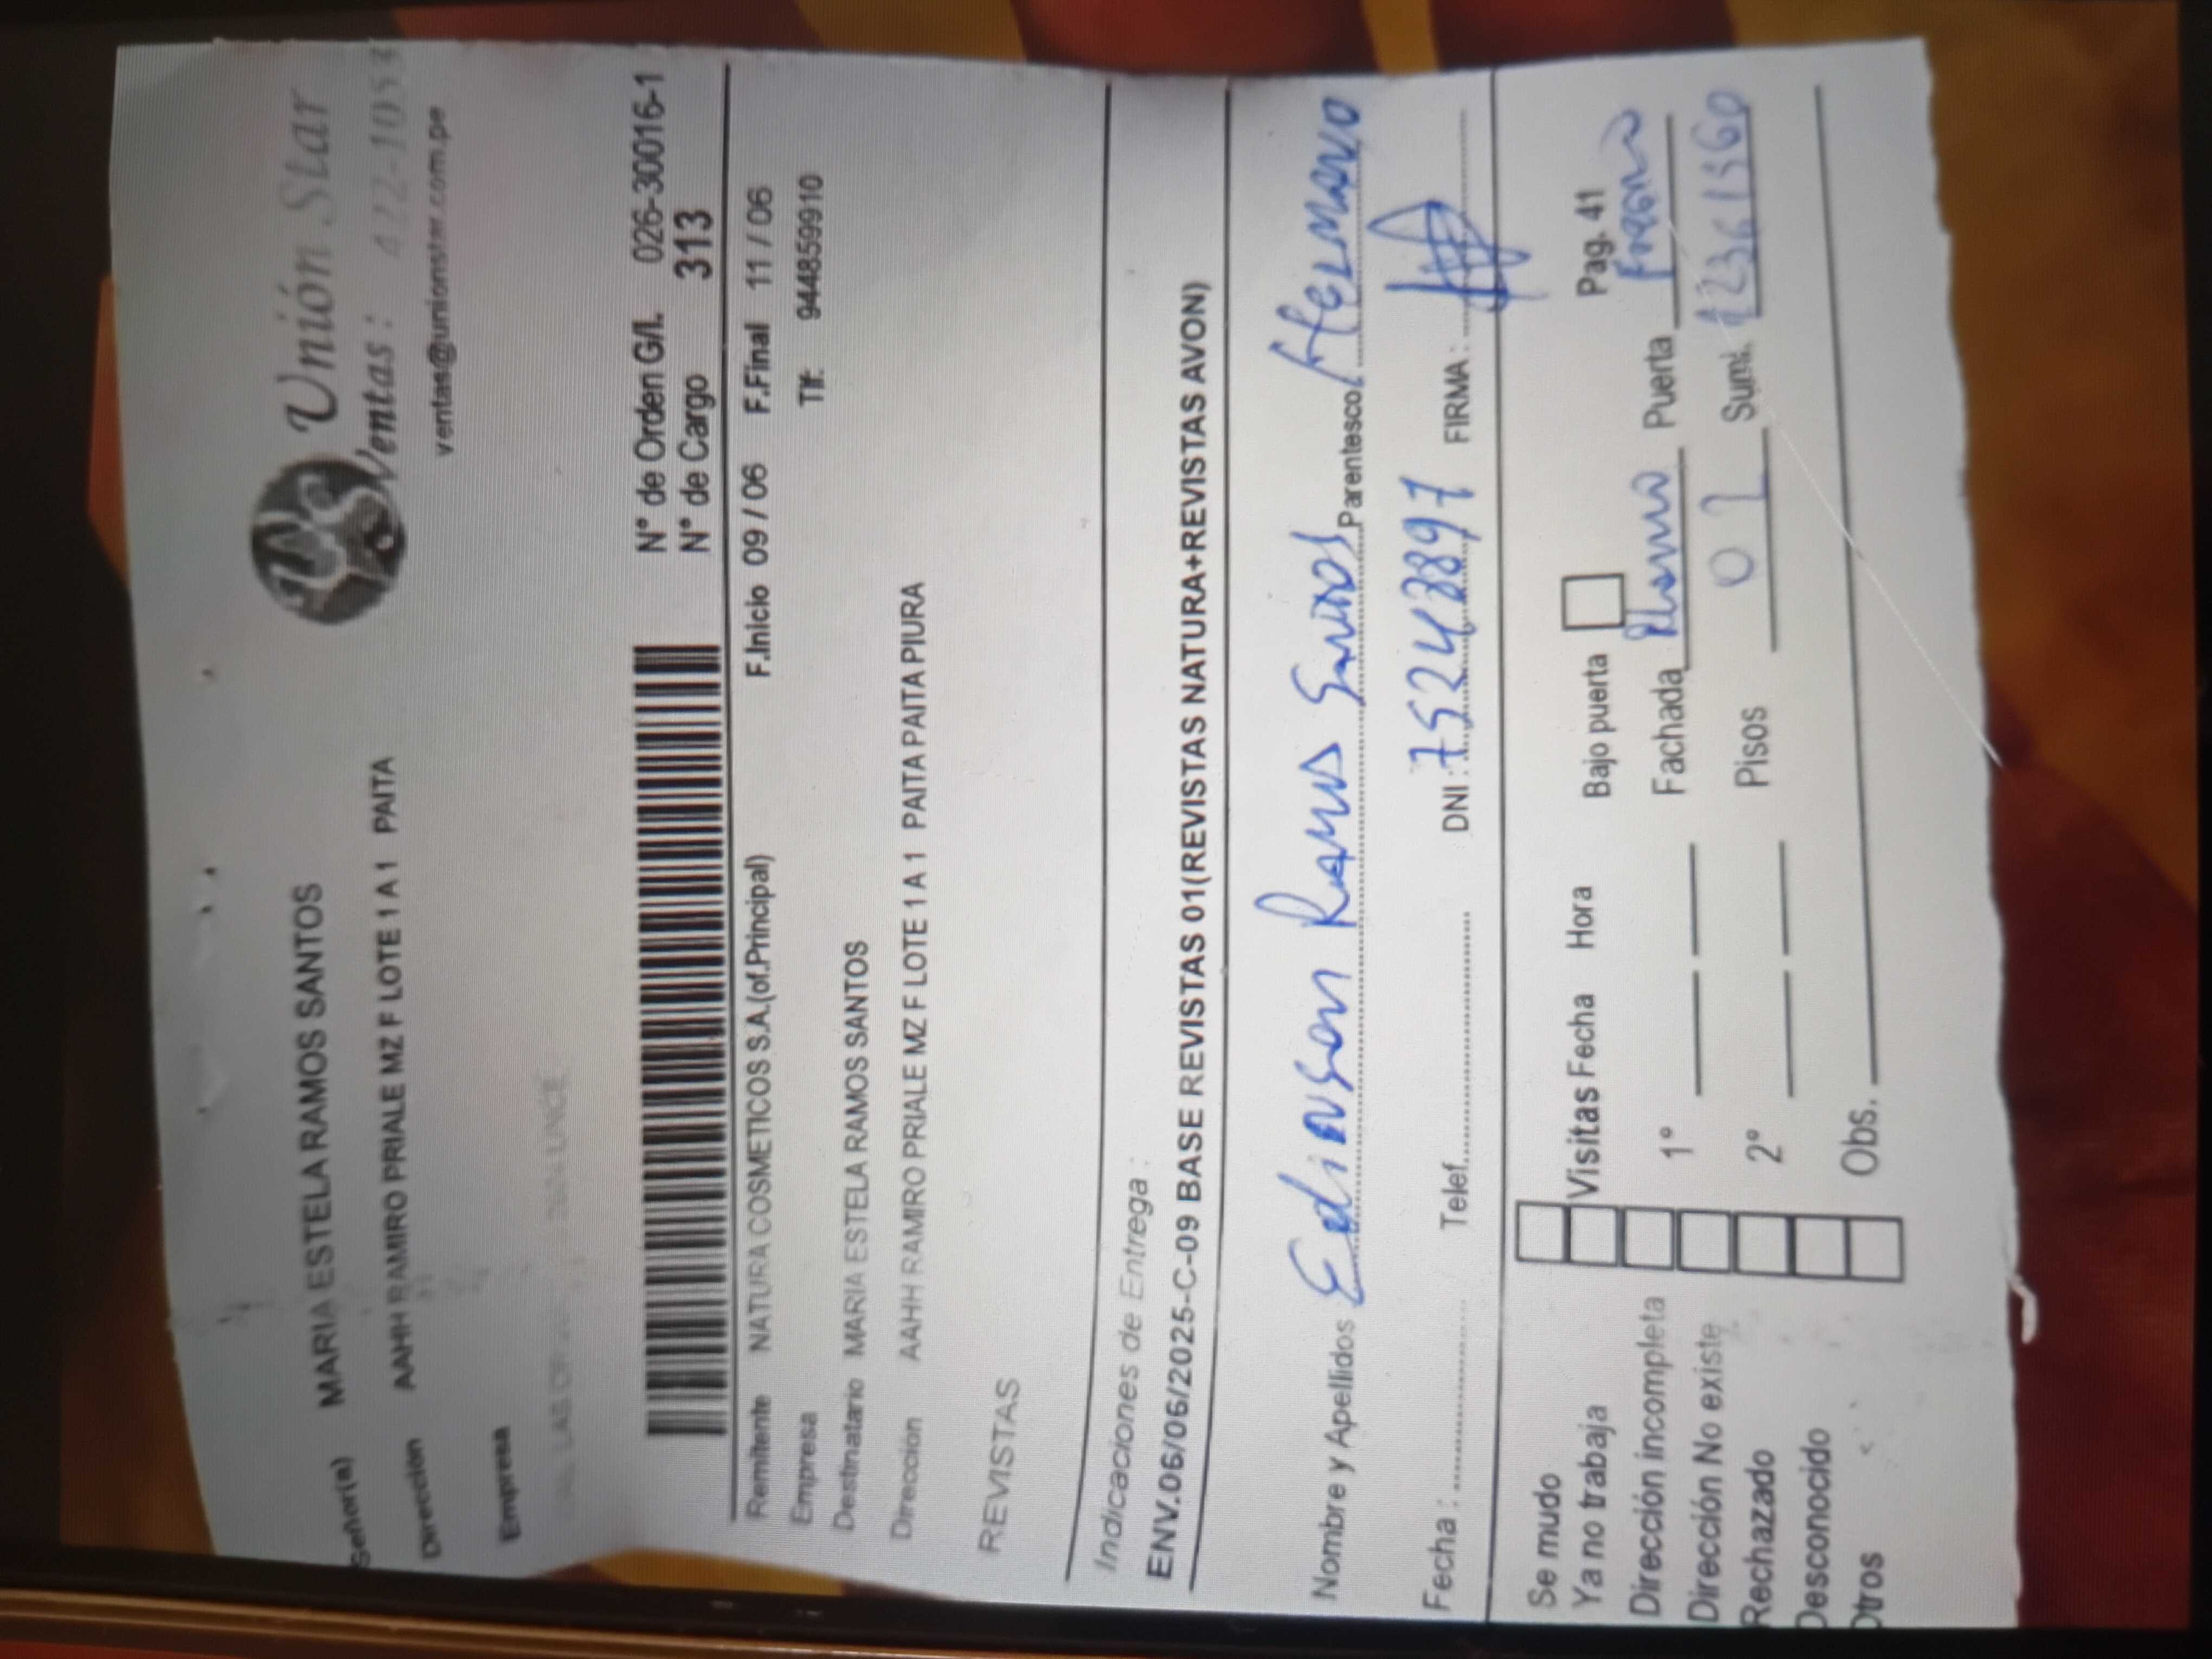 Unión Star
Ventas: 422-1053
ventas@unionstar.com.pe
Señor(a) MARIA ESTELA RAMOS SANTOS
Dirección AAHH RAMIRO PRIALE MZ F LOTE 1 A 1 PAITA
Empresa
N° de Orden G/L 026-30016-1
N° de Cargo 313
Remitente NATURA COSMETICOS S.A.(of.Principal) F.Inicio 09 / 06 F.Final 11 / 06
Empresa Tlf: 944859910
Destinatario MARIA ESTELA RAMOS SANTOS
Dirección AAHH RAMIRO PRIALE MZ F LOTE 1 A 1 PAITA PAITA PIURA
REVISTAS
Indicaciones de Entrega :
ENV.06/06/2025-C-09 BASE REVISTAS 01(REVISTAS NATURA+REVISTAS AVON)
Nombre y Apellidos Edinson Ramos Santos Parentesco Hermano
Fecha : Telef. DNI : 75243897 FIRMA :
Se mudo
Ya no trabaja Visitas Fecha Hora Bajo puerta Pag. 41
Dirección incompleta 1° Fachada Puerta
Dirección No existe
Rechazado 2° Pisos 01 Sumi.
Desconocido
Otros Obs.